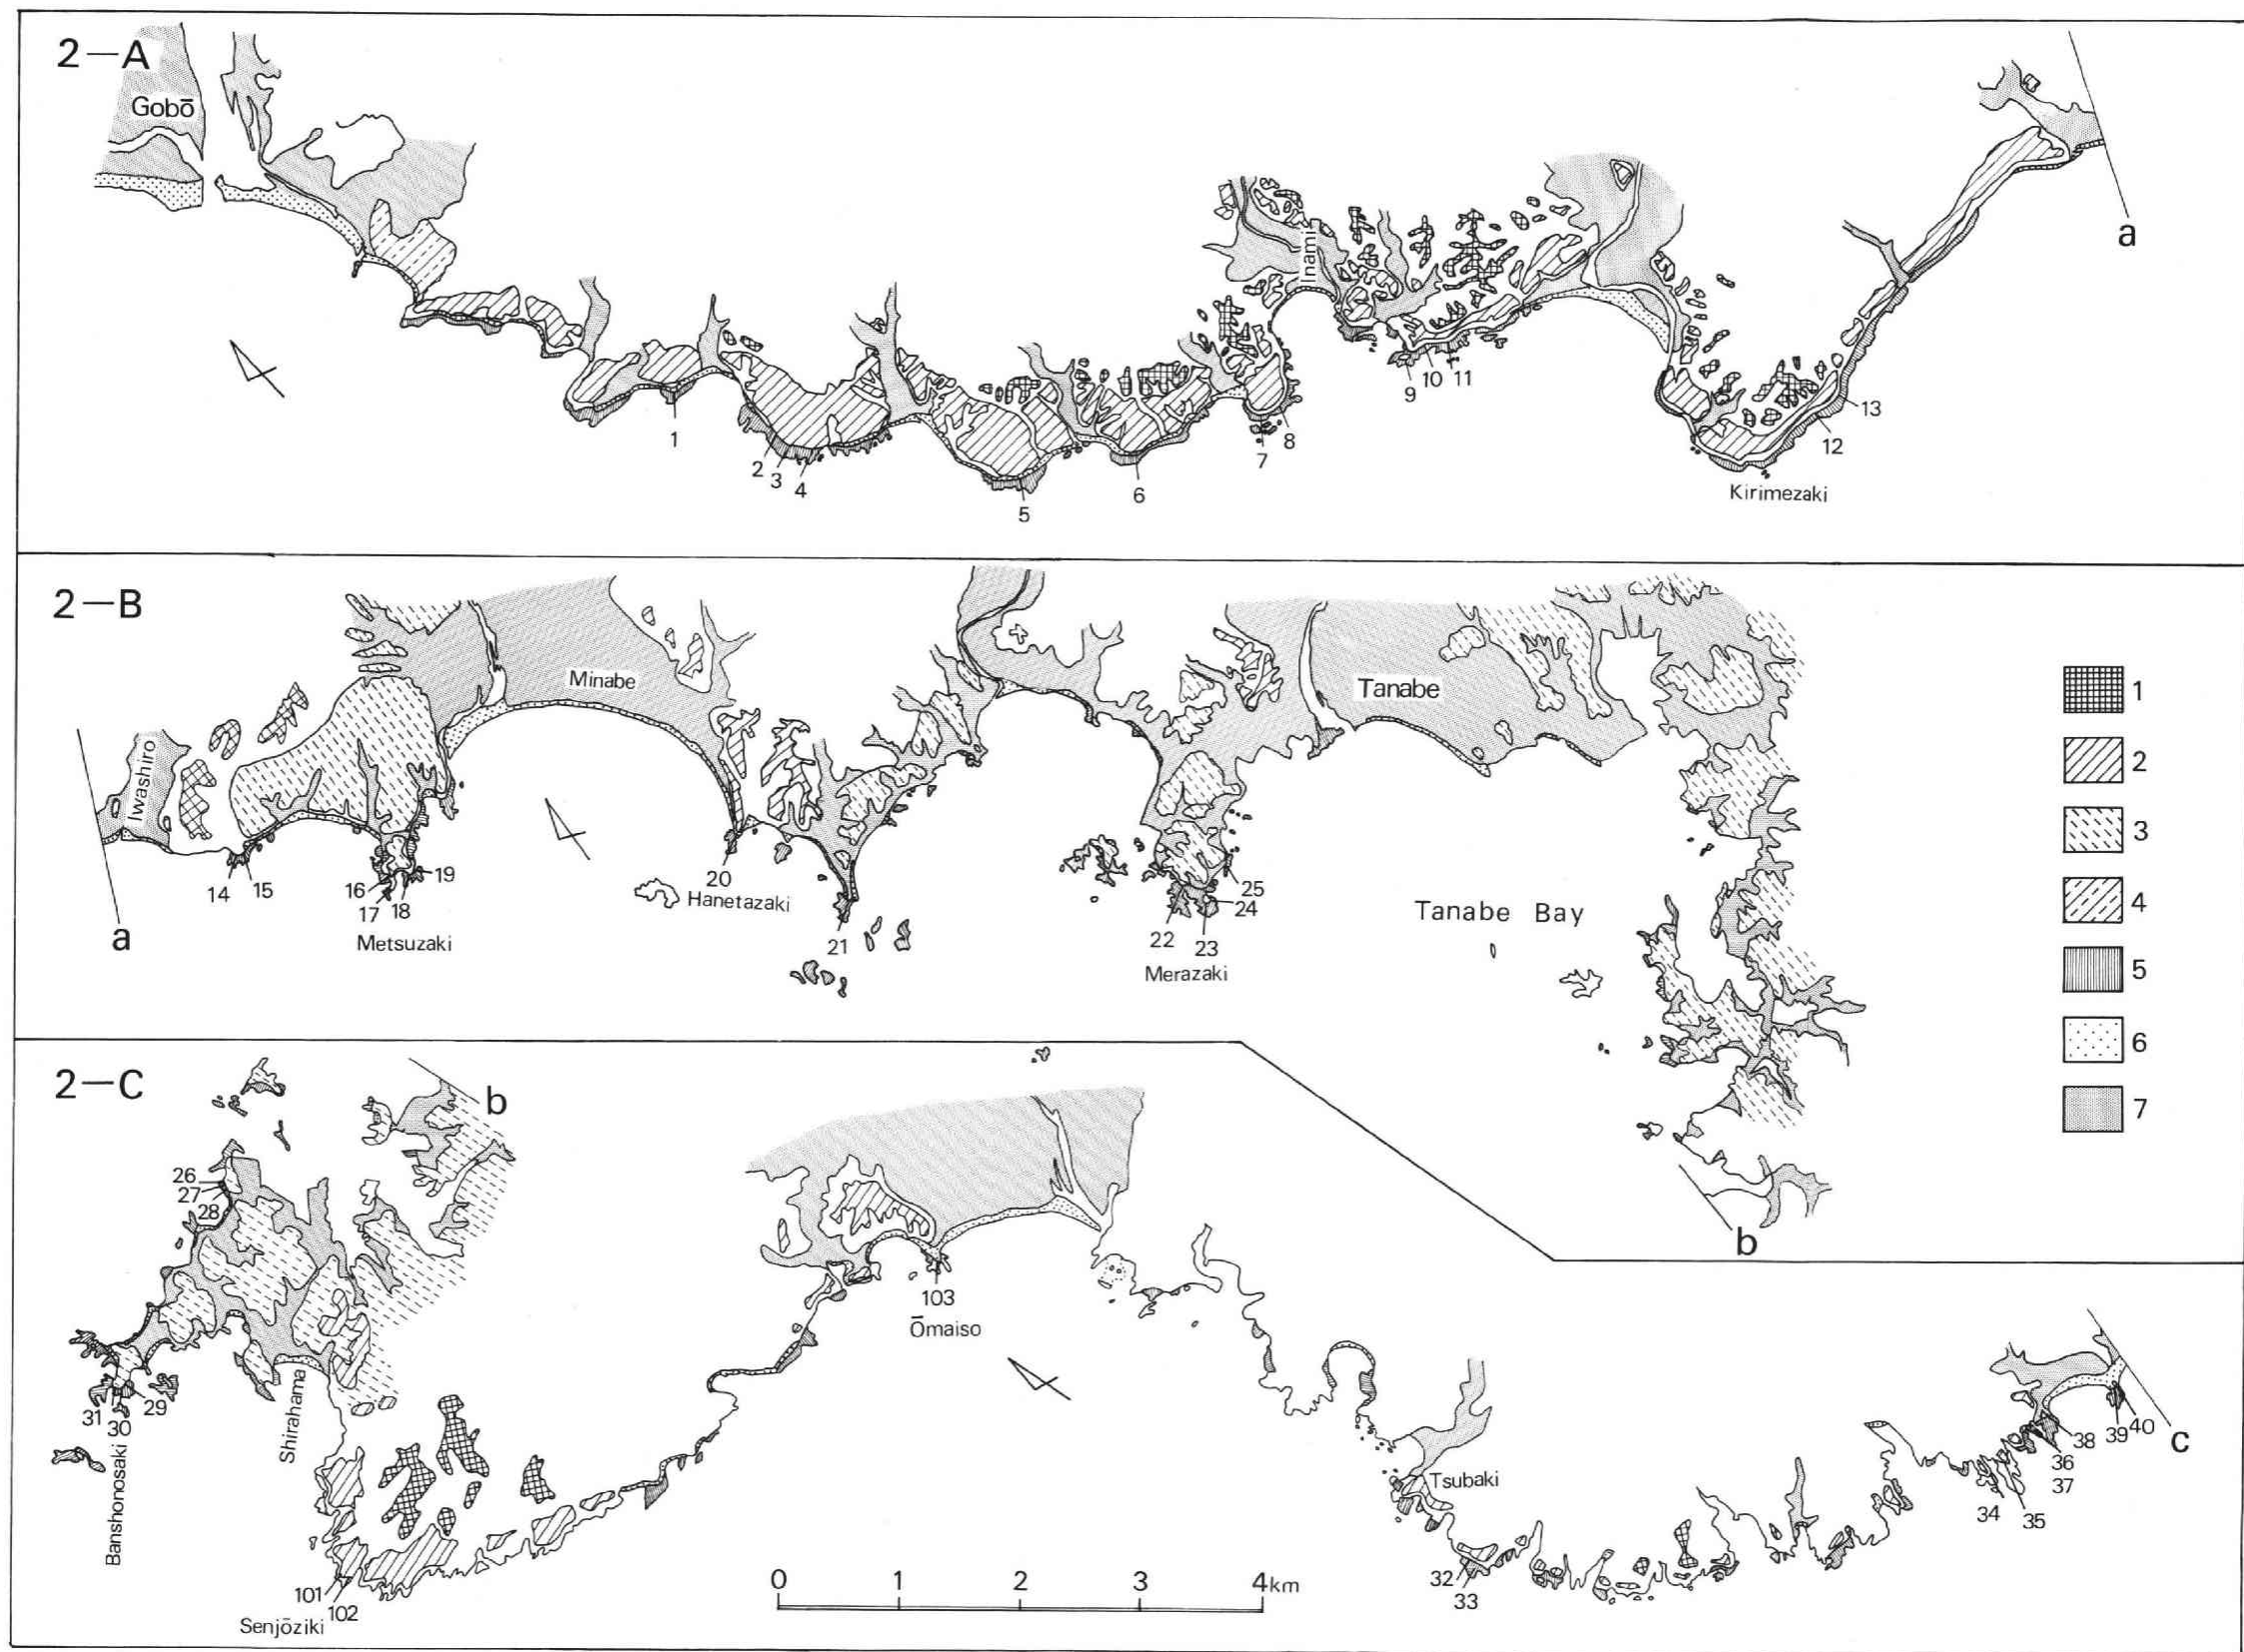 2—A
Gobō
Inami
a
1
2
3
4
5
6
7
8
9
10
11
12
13
Kirimezaki
2—B
Iwashiro
Minabe
Tanabe
14
15
16
17
18
19
20
21
22
23
24
25
a
Metsuzaki
Hanetazaki
Merazaki
Tanabe Bay
b
1
2
3
4
5
6
7
2—C
b
26
27
28
29
30
31
Banshonosaki
Shirahama
101
102
Senjōziki
103
Ōmaiso
Tsubaki
32
33
34
35
36
37
38
39
40
c
0 1 2 3 4km